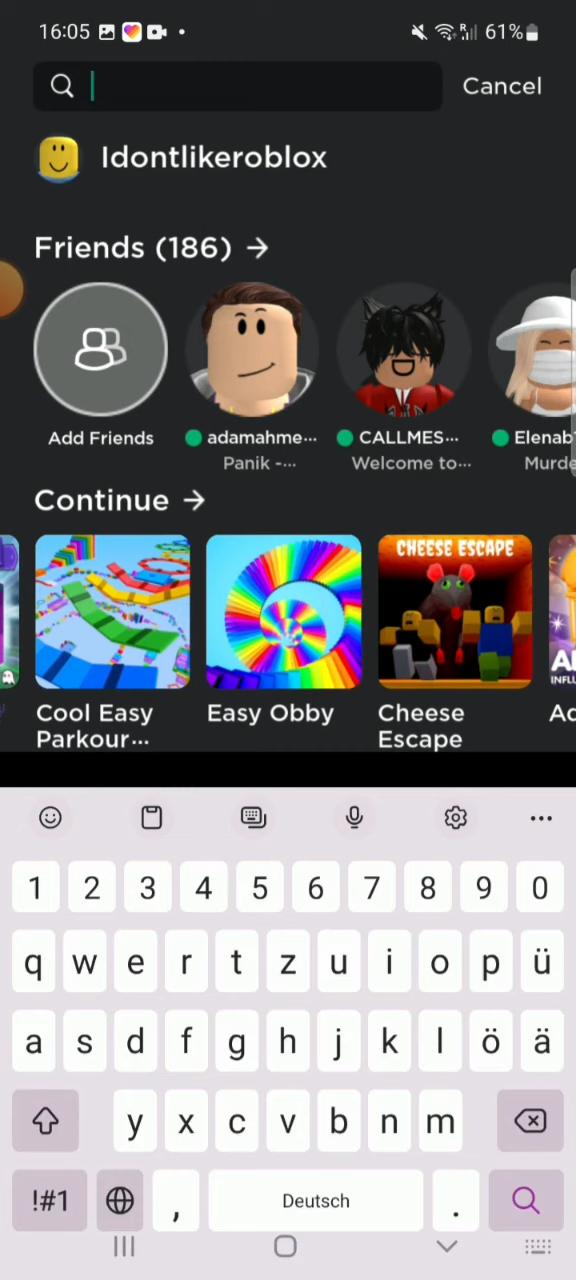 16:05
61%
Cancel
Idontlikeroblox
Friends (186) →
Add Friends
adamahme...
CALLMES...
Elenab
Panik -...
Welcome to...
Murde
Continue →
CHEESE ESCAPE
Cool Easy
Parkour...
Easy Obby
Cheese
Escape
1 2 3 4 5 6 7 8 9 0
q w e r t z u i o p ü
a s d f g h j k l ö ä
y x c v b n m
!#1 , Deutsch .